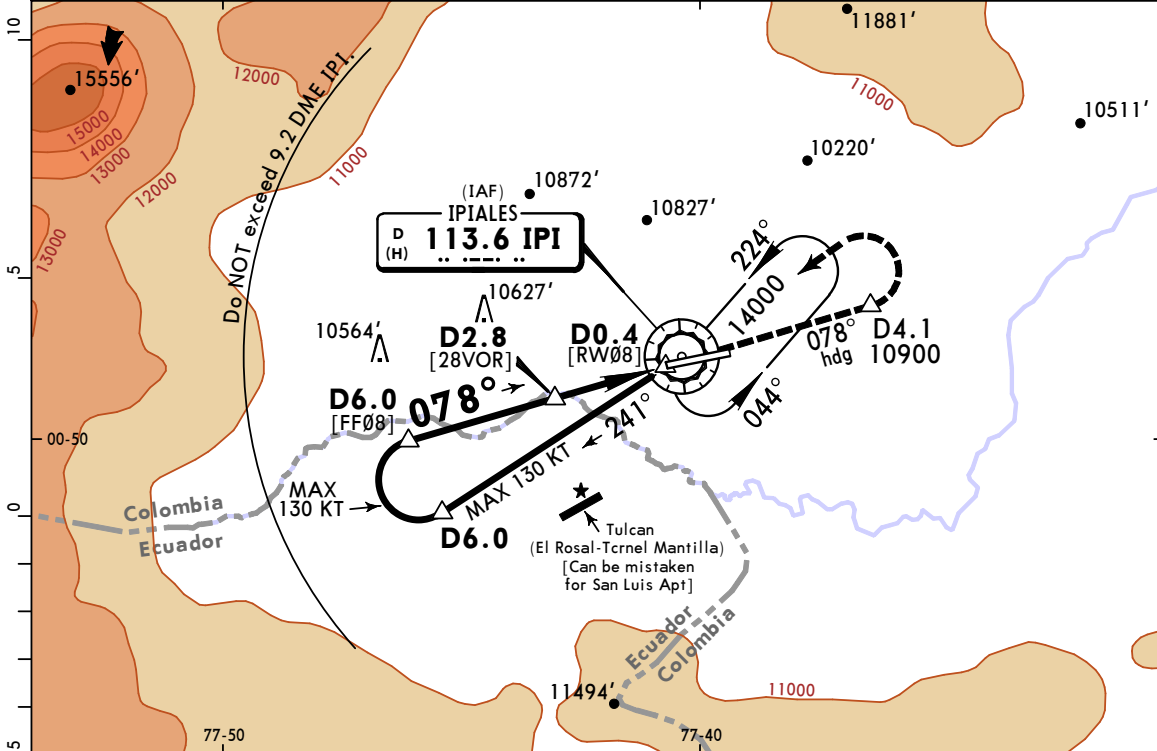 10
11881'
15556'
12000
11000
10511'
Do NOT exceed 9.2 DME IPI.
15000
14000
13000
12000
11000
10220'
(IAF)
10872'
IPIALES
D
(H)
113.6 IPI
10827'
13000
224°
5
10627'
14000
10564'
D2.8
[28VOR]
D0.4
[RWØ8]
078°
hdg
D4.1
10900
D6.0
[FFØ8]
078°
241°
044°
00-50
MAX 130 KT
MAX
130 KT
Colombia
Ecuador
0
D6.0
Tulcan
(El Rosal-Tcrnel Mantilla)
[Can be mistaken
for San Luis Apt]
Ecuador
Colombia
11494'
11000
5
77-50
77-40